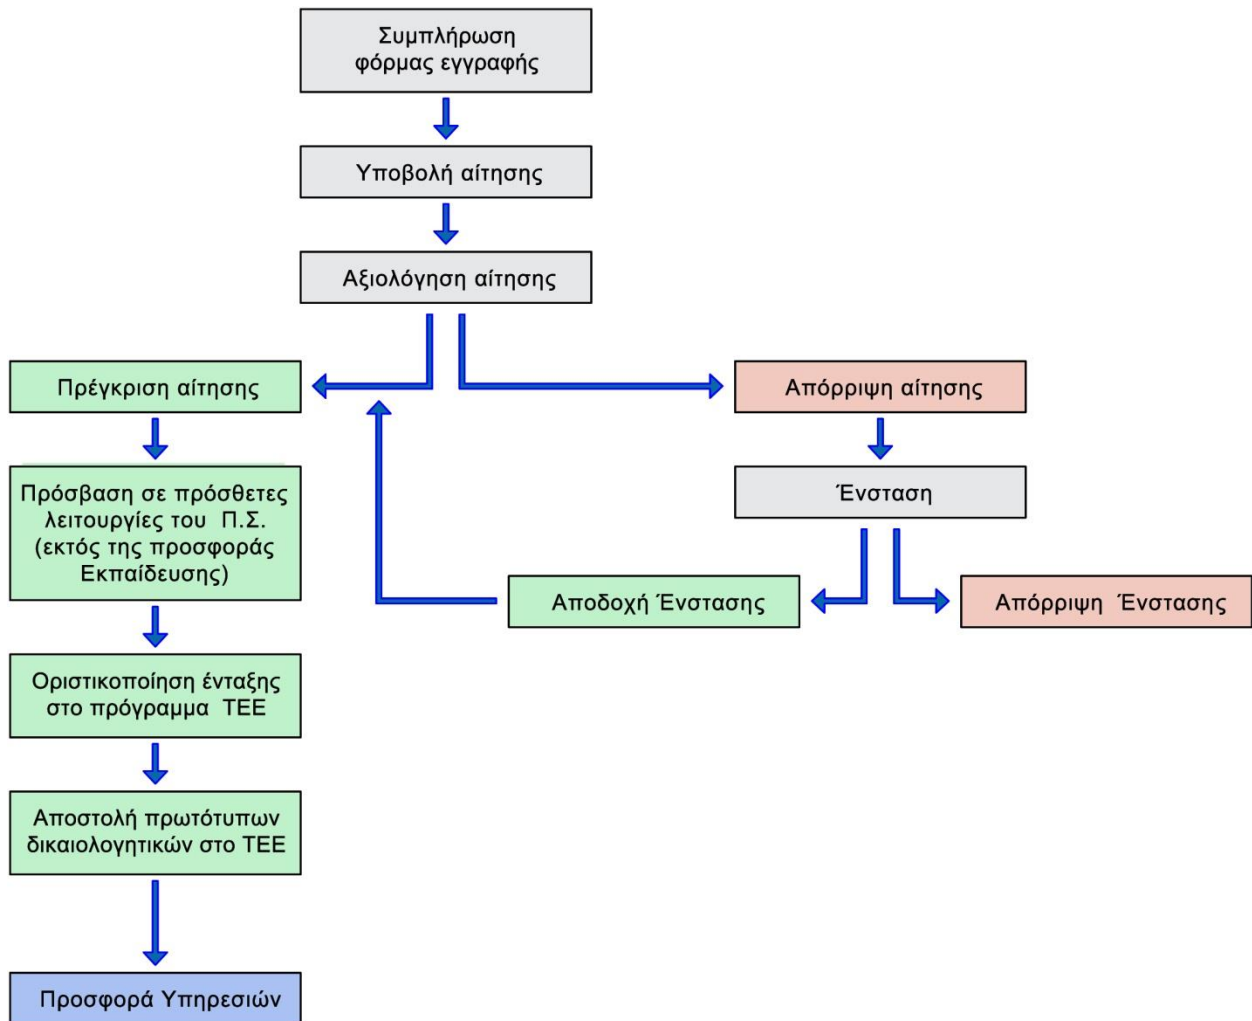 Συμπλήρωση
φόρμας εγγραφής
Υποβολή αίτησης
Αξιολόγηση αίτησης
Πρέγκριση αίτησης
Απόρριψη αίτησης
Πρόσβαση σε πρόσθετες
λειτουργίες του Π.Σ.
(εκτός της προσφοράς
Εκπαίδευσης)
Ένσταση
Αποδοχή Ένστασης
Απόρριψη Ένστασης
Οριστικοποίηση ένταξης
στο πρόγραμμα ΤΕΕ
Αποστολή πρωτότυπων
δικαιολογητικών στο ΤΕΕ
Προσφορά Υπηρεσιών